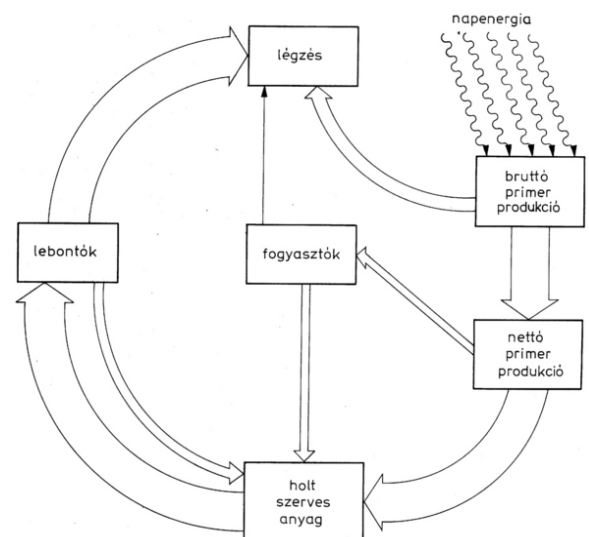 napenergia
légzés
bruttó
primer
produkció
lebontók
fogyasztók
nettó
primer
produkció
holt
szerves
anyag